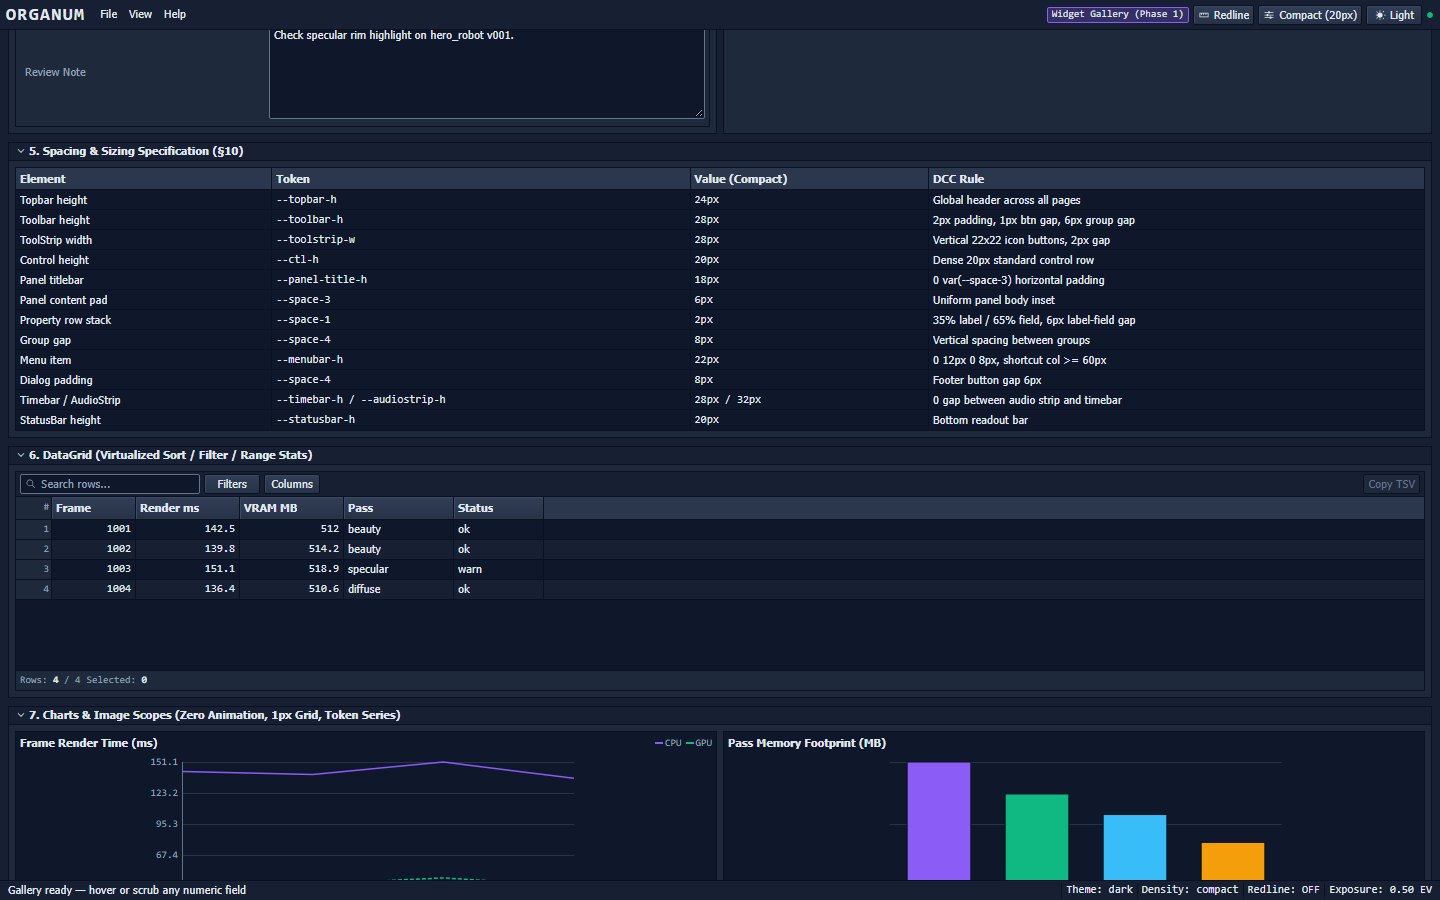 ORGANUM File View Help Widget Gallery (Phase 1) Redline Compact (20px) Light
Check specular rim highlight on hero_robot v001.
Review Note
5. Spacing & Sizing Specification (§10)
Element Token Value (Compact) DCC Rule
Topbar height --topbar-h 24px Global header across all pages
Toolbar height --toolbar-h 28px 2px padding, 1px btn gap, 6px group gap
ToolStrip width --toolstrip-w 28px Vertical 22x22 icon buttons, 2px gap
Control height --ctl-h 20px Dense 20px standard control row
Panel titlebar --panel-title-h 18px 0 var(--space-3) horizontal padding
Panel content pad --space-3 6px Uniform panel body inset
Property row stack --space-1 2px 35% label / 65% field, 6px label-field gap
Group gap --space-4 8px Vertical spacing between groups
Menu item --menubar-h 22px 0 12px 0 8px, shortcut col >= 60px
Dialog padding --space-4 8px Footer button gap 6px
Timebar / AudioStrip --timebar-h / --audiostrip-h 28px / 32px 0 gap between audio strip and timebar
StatusBar height --statusbar-h 20px Bottom readout bar
6. DataGrid (Virtualized Sort / Filter / Range Stats)
Search rows... Filters Columns Copy TSV
# Frame Render ms VRAM MB Pass Status
1 1001 142.5 512 beauty ok
2 1002 139.8 514.2 beauty ok
3 1003 151.1 518.9 specular warn
4 1004 136.4 510.6 diffuse ok
Rows: 4 / 4 Selected: 0
7. Charts & Image Scopes (Zero Animation, 1px Grid, Token Series)
Frame Render Time (ms) CPU GPU Pass Memory Footprint (MB)
151.1
123.2
95.3
67.4
Gallery ready — hover or scrub any numeric field Theme: dark Density: compact Redline: OFF Exposure: 0.50 EV